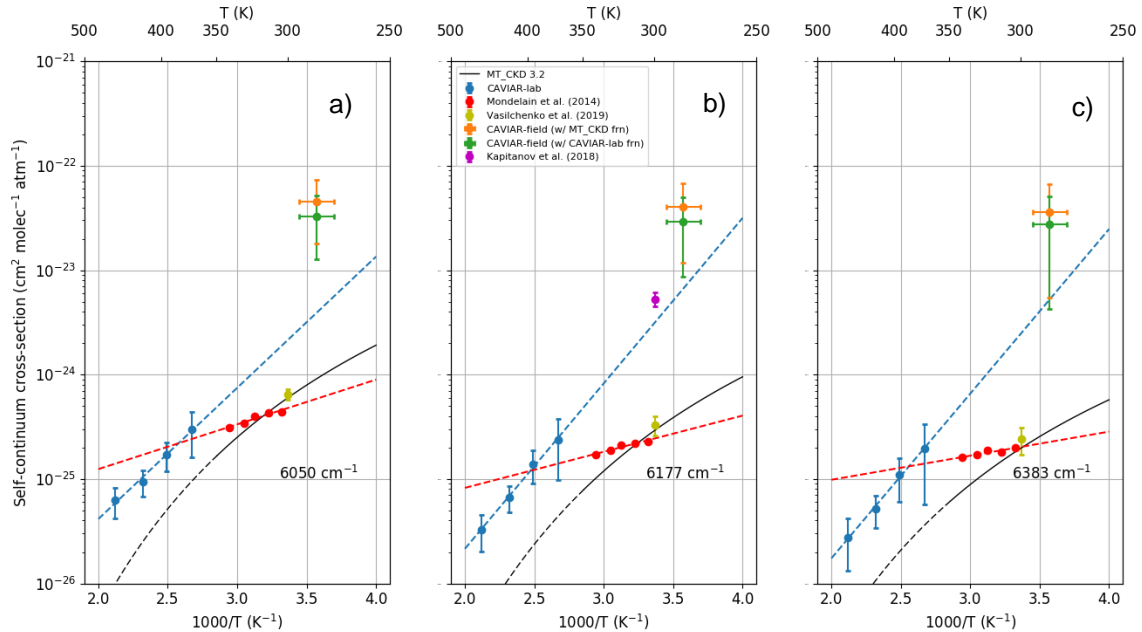 T (K)
T (K)
T (K)
500 400 350 300 250
500 400 350 300 250
500 400 350 300 250
10⁻²¹
10⁻²²
10⁻²³
10⁻²⁴
10⁻²⁵
10⁻²⁶
Self-continuum cross-section (cm² molec⁻¹ atm⁻¹)
a)
6050 cm⁻¹
2.0 2.5 3.0 3.5 4.0
1000/T (K⁻¹)
MT_CKD 3.2
CAVIAR-lab
Mondelain et al. (2014)
Vasilchenko et al. (2019)
CAVIAR-field (w/ MT_CKD frn)
CAVIAR-field (w/ CAVIAR-lab frn)
Kapitanov et al. (2018)
b)
6177 cm⁻¹
2.0 2.5 3.0 3.5 4.0
1000/T (K⁻¹)
c)
6383 cm⁻¹
2.0 2.5 3.0 3.5 4.0
1000/T (K⁻¹)